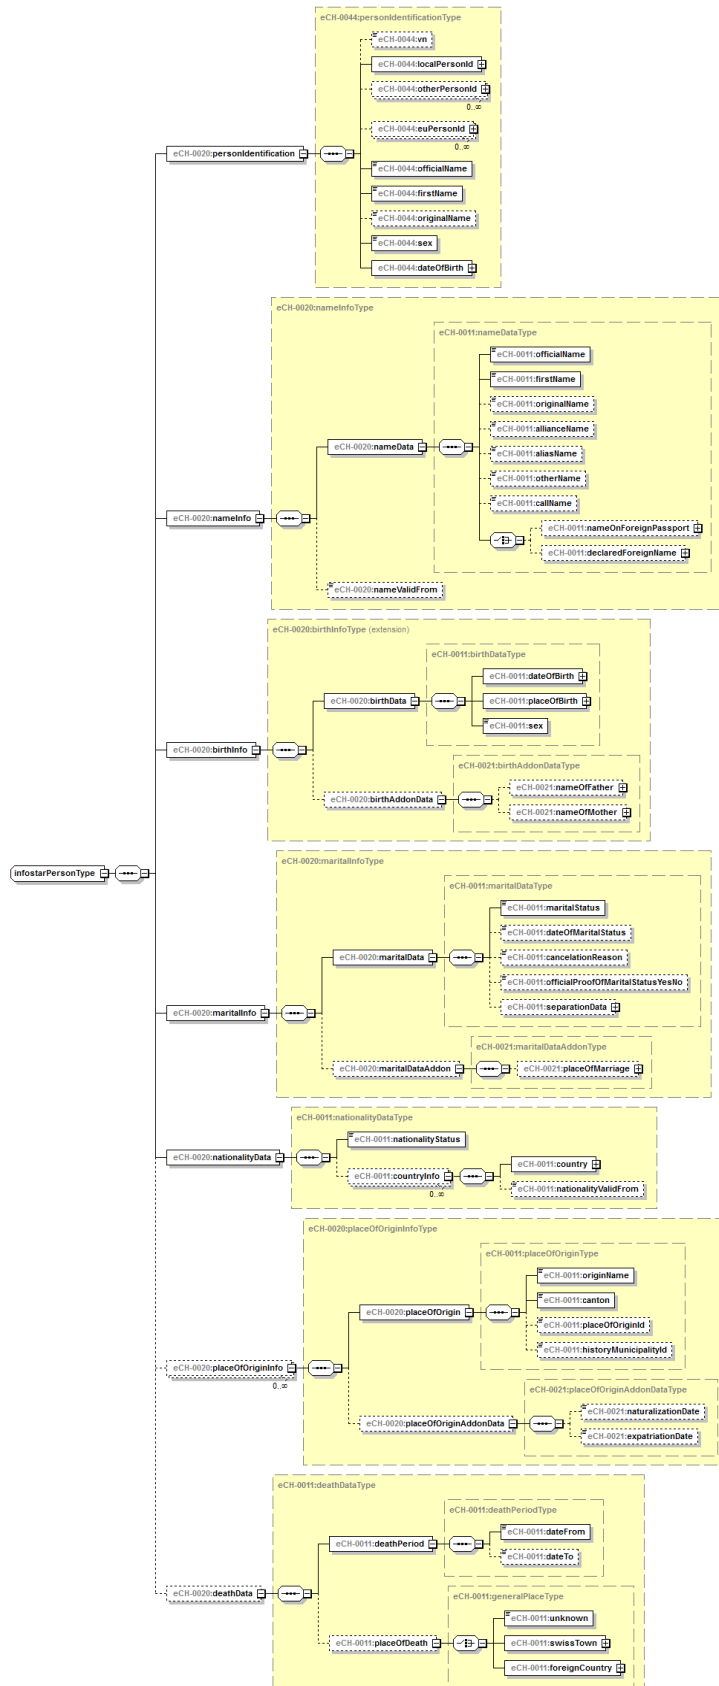 eCH-0044:personIdentificationType
eCH-0044:vn
eCH-0044:localPersonId
eCH-0044:otherPersonId
0..∞
eCH-0044:euPersonId
0..∞
eCH-0020:personIdentification
eCH-0044:officialName
eCH-0044:firstName
eCH-0044:originalName
eCH-0044:sex
eCH-0044:dateOfBirth
eCH-0020:nameInfoType
eCH-0011:nameDataType
eCH-0011:officialName
eCH-0011:firstName
eCH-0011:originalName
eCH-0011:allianceName
eCH-0020:nameData
eCH-0011:aliasName
eCH-0011:otherName
eCH-0011:callName
eCH-0020:nameInfo
eCH-0011:nameOnForeignPassport
eCH-0011:declaredForeignName
eCH-0020:nameValidFrom
eCH-0020:birthInfoType (extension)
eCH-0011:birthDataType
eCH-0011:dateOfBirth
eCH-0020:birthData
eCH-0011:placeOfBirth
eCH-0011:sex
eCH-0020:birthInfo
eCH-0021:birthAddonDataType
eCH-0021:nameOfFather
eCH-0020:birthAddonData
eCH-0021:nameOfMother
eCH-0020:maritalInfoType
infostarPersonType
eCH-0011:maritalDataType
eCH-0011:maritalStatus
eCH-0011:dateOfMaritalStatus
eCH-0020:maritalData
eCH-0011:cancelationReason
eCH-0011:officialProofOfMaritalStatusYesNo
eCH-0011:separationData
eCH-0020:maritalInfo
eCH-0021:maritalDataAddonType
eCH-0020:maritalDataAddon
eCH-0021:placeOfMarriage
eCH-0011:nationalityDataType
eCH-0011:nationalityStatus
eCH-0020:nationalityData
eCH-0011:country
eCH-0011:countryInfo
0..∞
eCH-0011:nationalityValidFrom
eCH-0020:placeOfOriginInfoType
eCH-0011:placeOfOriginType
eCH-0011:originName
eCH-0011:canton
eCH-0020:placeOfOrigin
eCH-0011:placeOfOriginId
eCH-0011:historyMunicipalityId
eCH-0020:placeOfOriginInfo
0..∞
eCH-0021:placeOfOriginAddonDataType
eCH-0021:naturalizationDate
eCH-0020:placeOfOriginAddonData
eCH-0021:expatriationDate
eCH-0011:deathDataType
eCH-0011:deathPeriodType
eCH-0011:dateFrom
eCH-0011:deathPeriod
eCH-0011:dateTo
eCH-0020:deathData
eCH-0011:generalPlaceType
eCH-0011:unknown
eCH-0011:placeOfDeath
eCH-0011:swissTown
eCH-0011:foreignCountry